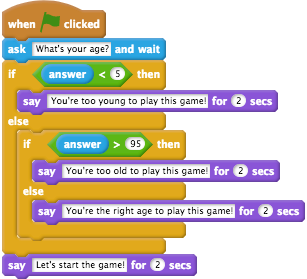 when clicked
ask What's your age? and wait
if answer < 5 then
say You're too young to play this game! for 2 secs
else
if answer > 95 then
say You're too old to play this game! for 2 secs
else
say You're the right age to play this game! for 2 secs
say Let's start the game! for 2 secs